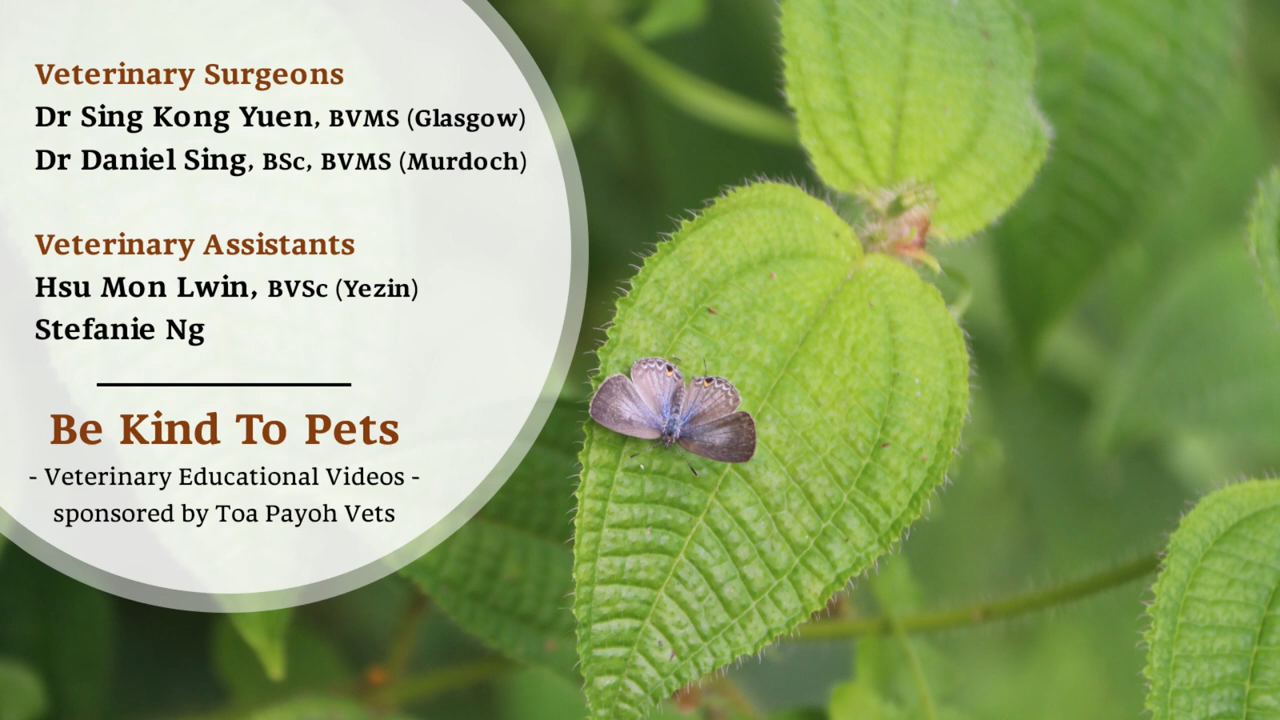 Veterinary Surgeons
Dr Sing Kong Yuen, BVMS (Glasgow)
Dr Daniel Sing, BSc, BVMS (Murdoch)
Veterinary Assistants
Hsu Mon Lwin, BVSc (Yezin)
Stefanie Ng
Be Kind To Pets
- Veterinary Educational Videos -
sponsored by Toa Payoh Vets